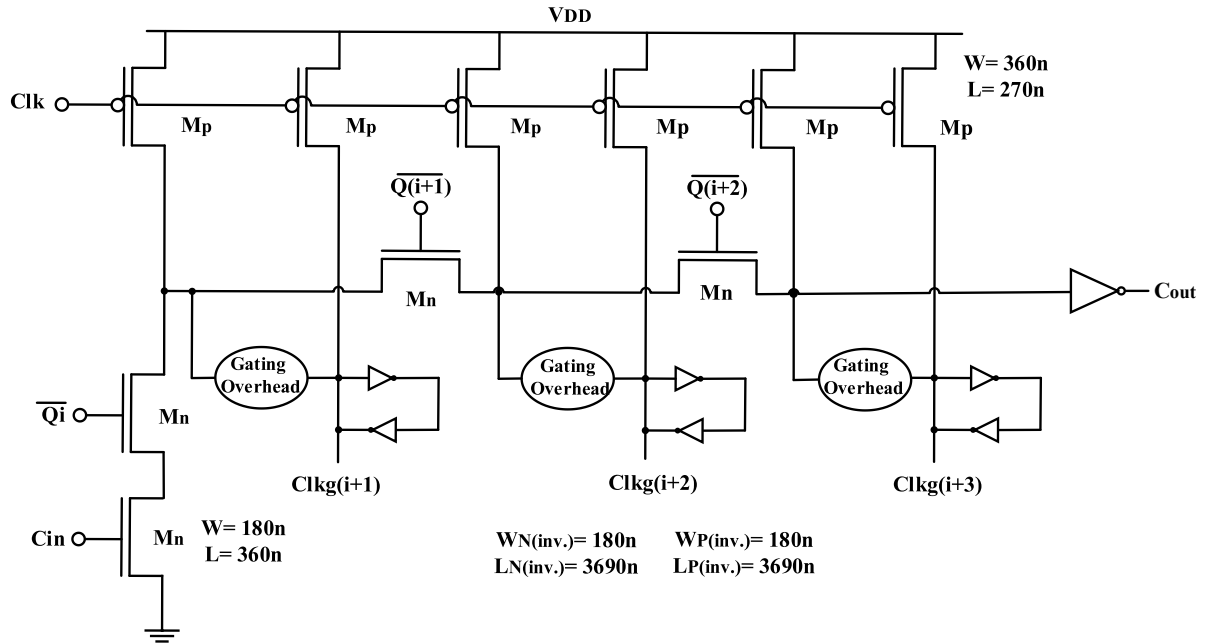 VDD
W= 360n
L= 270n
Clk
Mp
Mp
Mp
Mp
Mp
Mp
Q(i+1)
Q(i+2)
Mn
Mn
Cout
Gating
Overhead
Gating
Overhead
Gating
Overhead
Qi
Mn
Clkg(i+1)
Clkg(i+2)
Clkg(i+3)
Cin
Mn
W= 180n
L= 360n
WN(inv.)= 180n WP(inv.)= 180n
LN(inv.)= 3690n LP(inv.)= 3690n